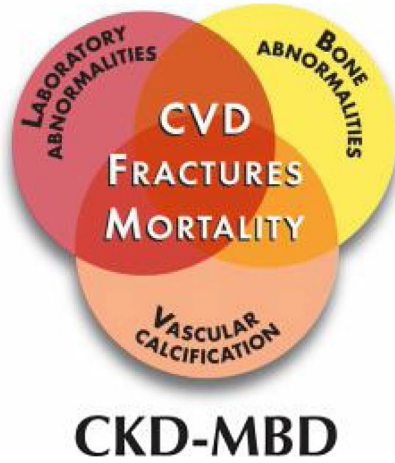 LABORATORY
ABNORMALITIES
BONE
ABNORMALITIES
CVD
FRACTURES
MORTALITY
VASCULAR
CALCIFICATION
CKD-MBD